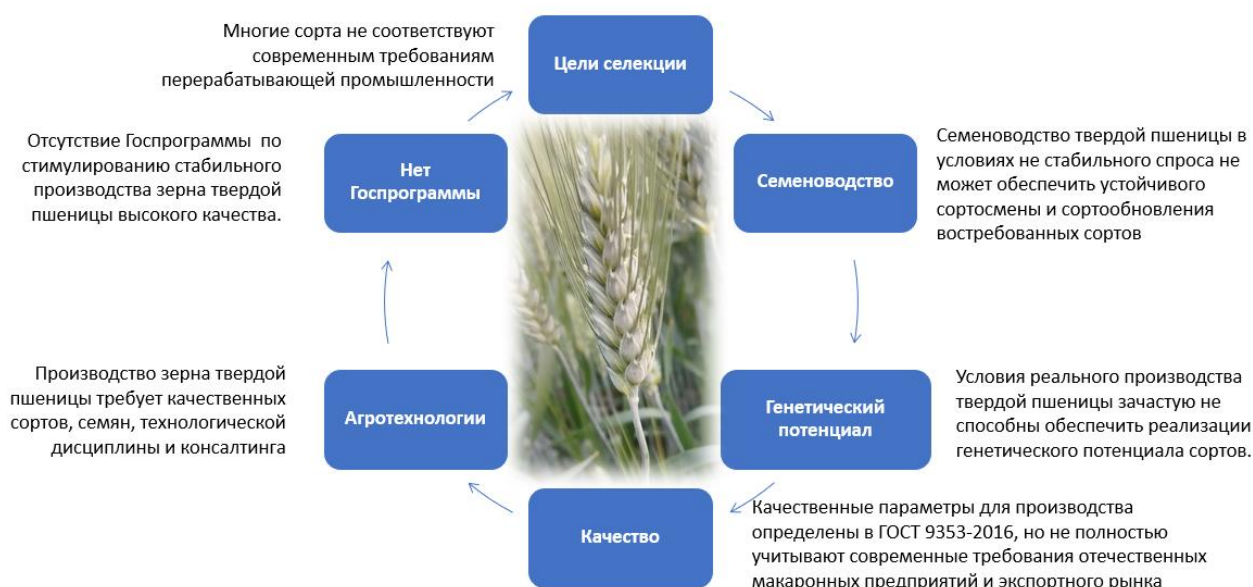 Многие сорта не соответствуют
современным требованиям
перерабатывающей промышленности
Цели селекции
Семеноводство
Семеноводство твердой пшеницы в
условиях не стабильного спроса не
может обеспечить устойчивого
сортосмены и сортообновления
востребованных сортов
Генетический
потенциал
Условия реального производства
твердой пшеницы зачастую не
способны обеспечить реализации
генетического потенциала сортов.
Качество
Качественные параметры для производства
определены в ГОСТ 9353-2016, но не полностью
учитывают современные требования отечественных
макаронных предприятий и экспортного рынка
Агротехнологии
Производство зерна твердой
пшеницы требует качественных
сортов, семян, технологической
дисциплины и консалтинга
Нет
Госпрограммы
Отсутствие Госпрограммы по
стимулированию стабильного
производства зерна твердой
пшеницы высокого качества.